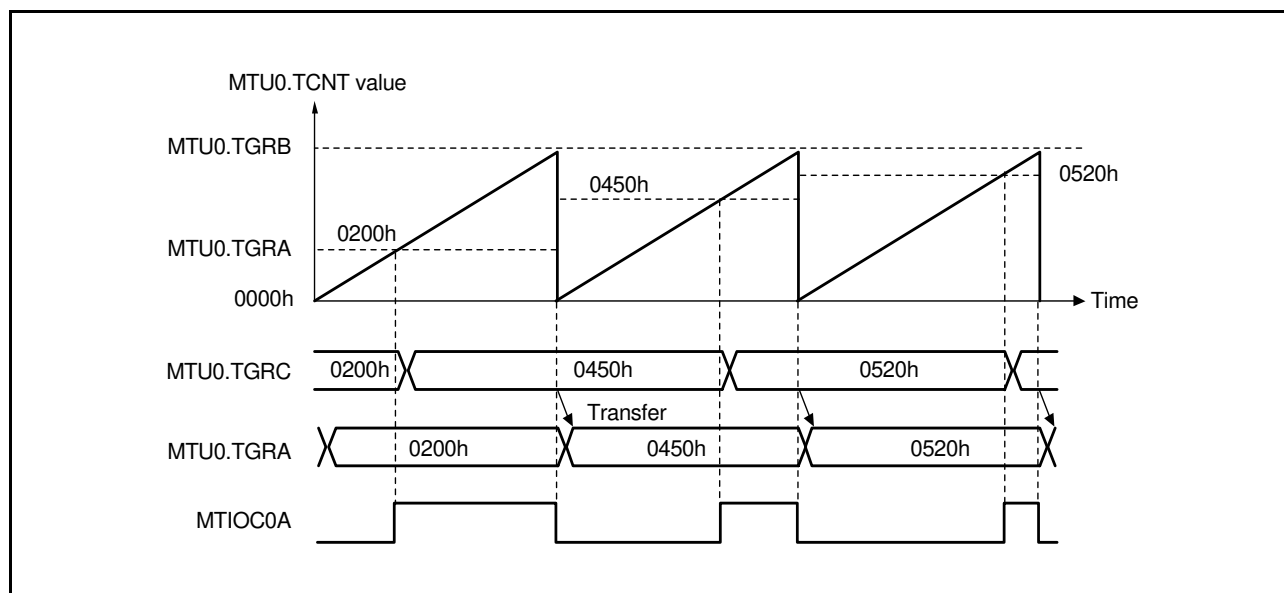 MTU0.TCNT value
MTU0.TGRB
0520h
0450h
MTU0.TGRA
0200h
0000h
Time
MTU0.TGRC
0200h
0450h
0520h
Transfer
MTU0.TGRA
0200h
0450h
0520h
MTIOC0A